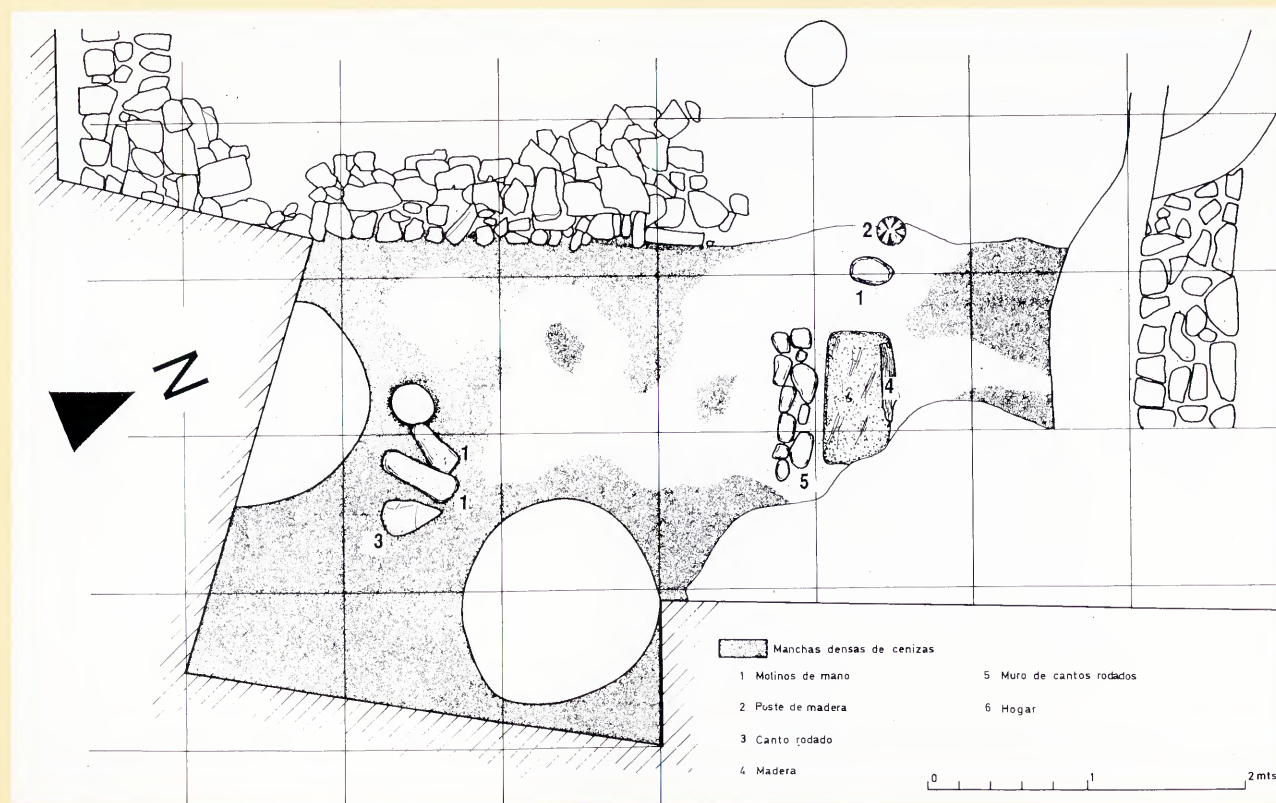 N
2
1
4
6
5
1
1
3
Manchas densas de cenizas
1 Molinos de mano
2 Poste de madera
3 Canto rodado
4 Madera
5 Muro de cantos rodados
6 Hogar
0 1 2 mts